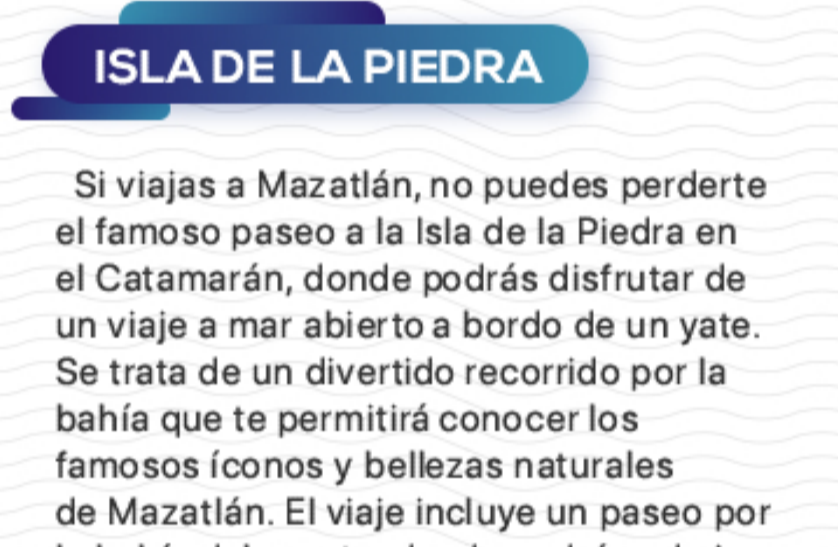 ISLA DE LA PIEDRA
Si viajas a Mazatlán, no puedes perderte
el famoso paseo a la Isla de la Piedra en
el Catamarán, donde podrás disfrutar de
un viaje a mar abierto a bordo de un yate.
Se trata de un divertido recorrido por la
bahía que te permitirá conocer los
famosos íconos y bellezas naturales
de Mazatlán. El viaje incluye un paseo por